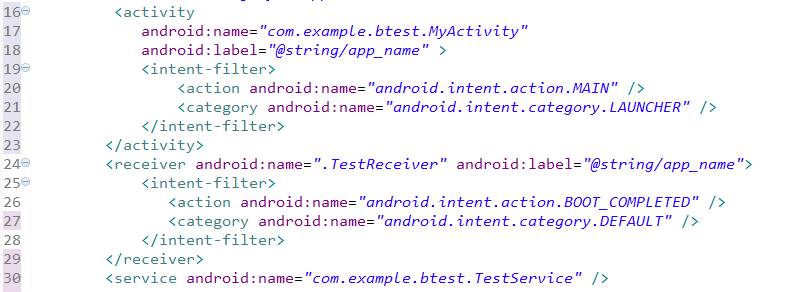 16 <activity
17 android:name="com.example.btest.MyActivity"
18 android:label="@string/app_name" >
19 <intent-filter>
20 <action android:name="android.intent.action.MAIN" />
21 <category android:name="android.intent.category.LAUNCHER" />
22 </intent-filter>
23 </activity>
24 <receiver android:name=".TestReceiver" android:label="@string/app_name">
25 <intent-filter>
26 <action android:name="android.intent.action.BOOT_COMPLETED" />
27 <category android:name="android.intent.category.DEFAULT" />
28 </intent-filter>
29 </receiver>
30 <service android:name="com.example.btest.TestService" />